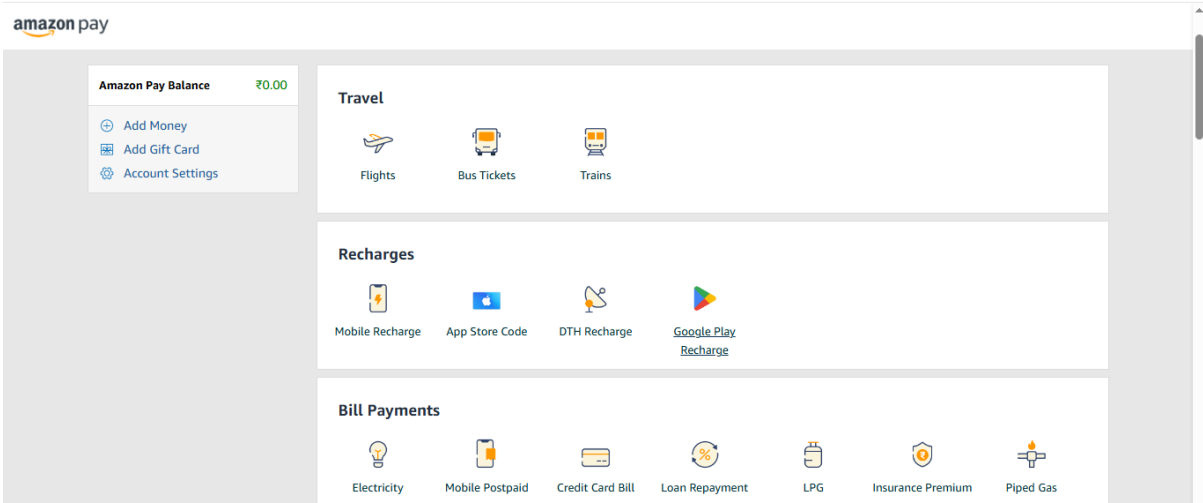 amazon pay
Amazon Pay Balance ₹0.00
Add Money
Add Gift Card
Account Settings
Travel
Flights Bus Tickets Trains
Recharges
Mobile Recharge App Store Code DTH Recharge Google Play
Recharge
Bill Payments
Electricity Mobile Postpaid Credit Card Bill Loan Repayment LPG Insurance Premium Piped Gas